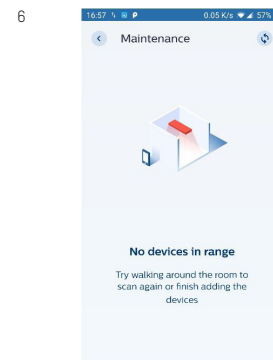 6
16:57 P 0.05 K/s 57%
Maintenance
No devices in range
Try walking around the room to
scan again or finish adding the
devices